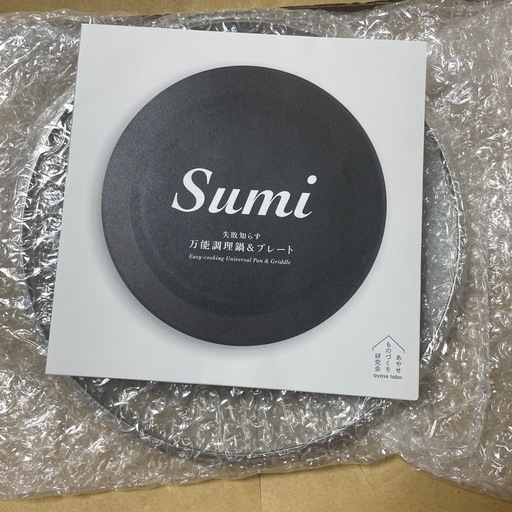 Sumi
失敗知らず
万能調理鍋&プレート
Easy-cooking Universal Pan & Griddle
あやせ
ものづくり
研究会
ayase labo